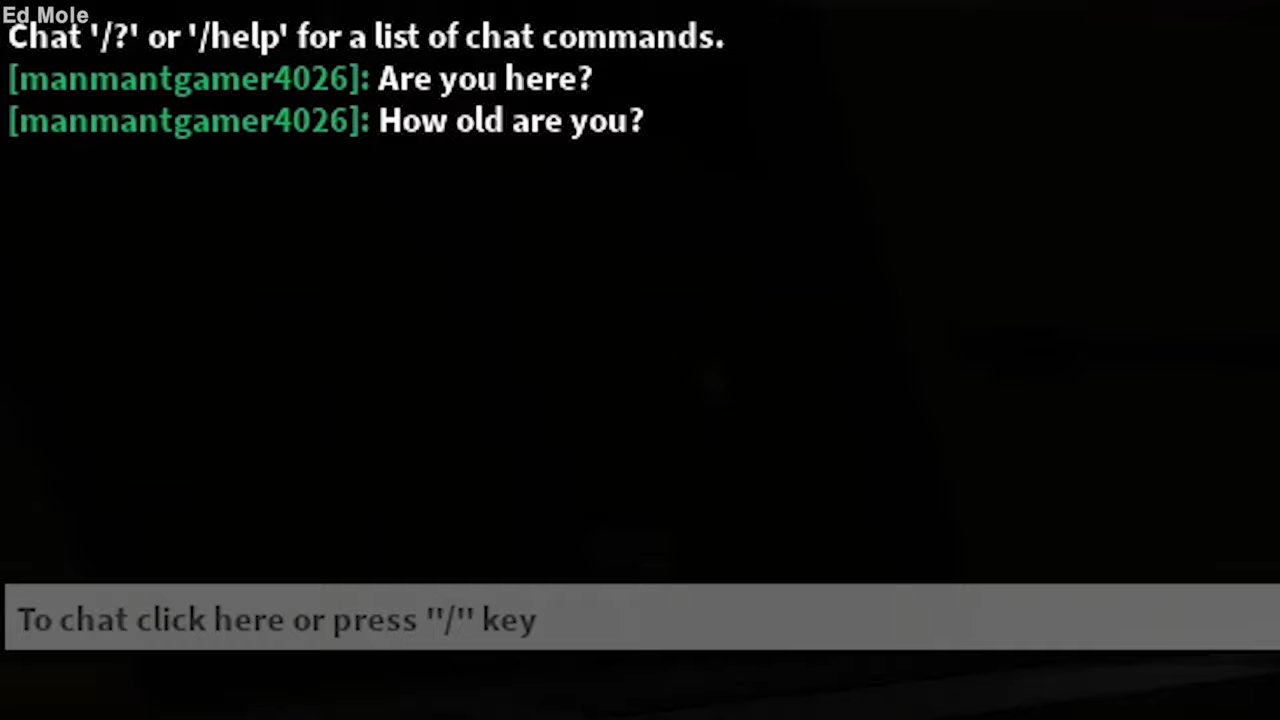 Ed Mole
Chat '/?' or '/help' for a list of chat commands.
[manmantgamer4026]: Are you here?
[manmantgamer4026]: How old are you?
To chat click here or press "/" key